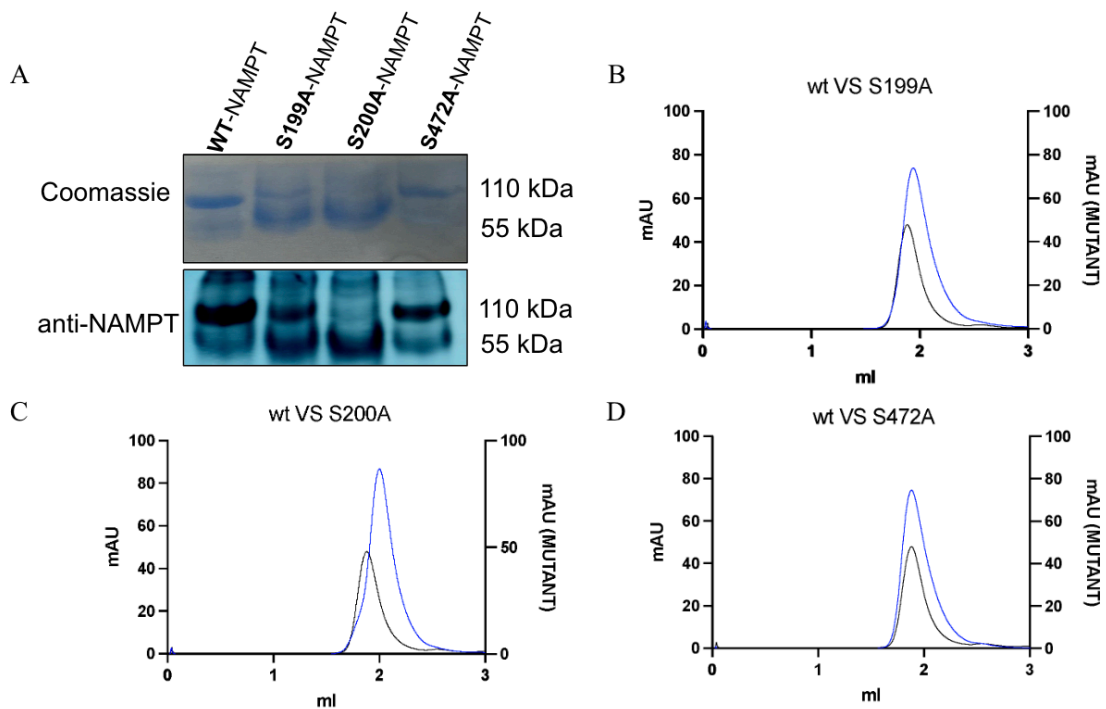 A
WT-NAMPT
S199A-NAMPT
S200A-NAMPT
S472A-NAMPT
Coomassie
110 kDa
55 kDa
anti-NAMPT
110 kDa
55 kDa
B
wt VS S199A
100
80
60
40
20
0
mAU
100
80
60
40
20
0
mAU (MUTANT)
0
1
2
3
ml
C
wt VS S200A
100
80
60
40
20
0
mAU
100
50
0
mAU (MUTANT)
0
1
2
3
ml
D
wt VS S472A
100
80
60
40
20
0
mAU
100
80
60
40
20
0
mAU (MUTANT)
0
1
2
3
ml